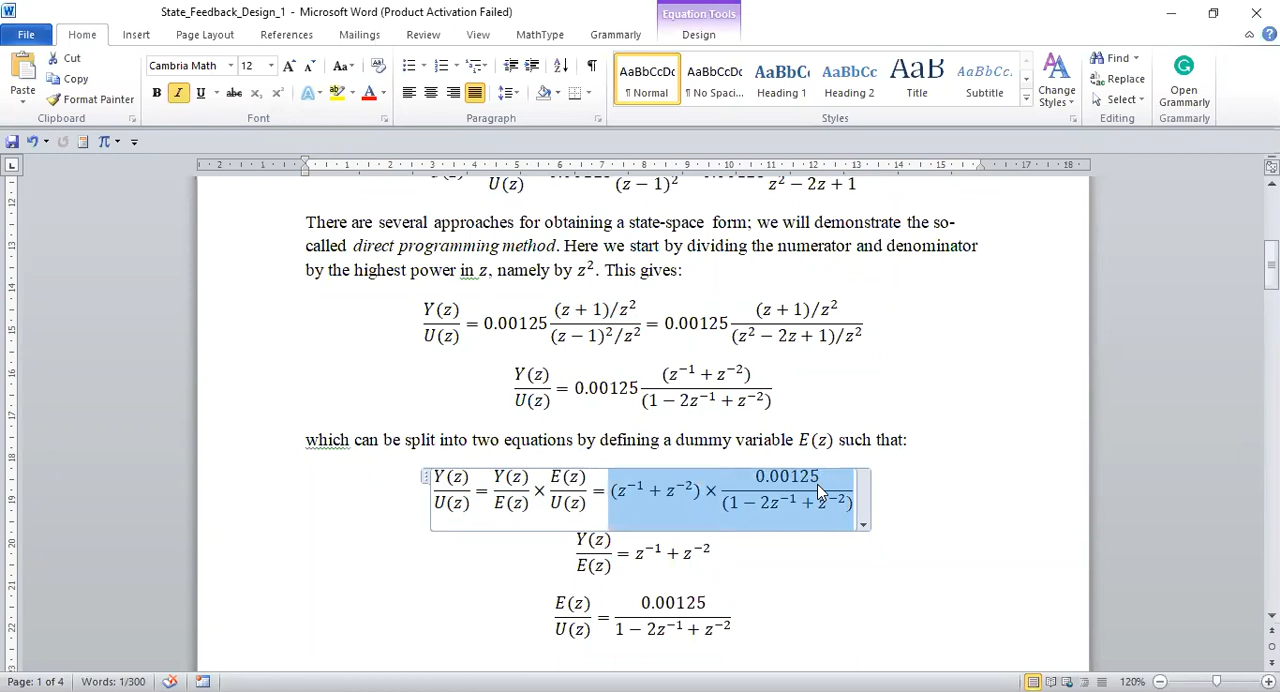 State_Feedback_Design_1 - Microsoft Word (Product Activation Failed)
Equation Tools
File Home Insert Page Layout References Mailings Review View MathType Grammarly Design
Paste
Cut
Copy
Format Painter
Clipboard
Cambria Math 12
B I U abc
Font
Paragraph
AaBbCcDc AaBbCcDc AaBbC AaBbCc AaB AaBbCc.
¶ Normal ¶ No Spaci... Heading 1 Heading 2 Title Subtitle
Styles
Change Styles
Find
Replace
Select
Editing
Open Grammarly
Grammarly
U(z) (z − 1)² z² − 2z + 1
There are several approaches for obtaining a state-space form; we will demonstrate the so-
called direct programming method. Here we start by dividing the numerator and denominator
by the highest power in z, namely by z². This gives:
Y(z)/U(z) = 0.00125 (z + 1)/z² / (z − 1)²/z² = 0.00125 (z + 1)/z² / (z² − 2z + 1)/z²
Y(z)/U(z) = 0.00125 (z⁻¹ + z⁻²) / (1 − 2z⁻¹ + z⁻²)
which can be split into two equations by defining a dummy variable E(z) such that:
Y(z)/U(z) = Y(z)/E(z) × E(z)/U(z) = (z⁻¹ + z⁻²) × 0.00125 / (1 − 2z⁻¹ + z⁻²)
Y(z)/E(z) = z⁻¹ + z⁻²
E(z)/U(z) = 0.00125 / 1 − 2z⁻¹ + z⁻²
Page: 1 of 4 Words: 1/300 120%